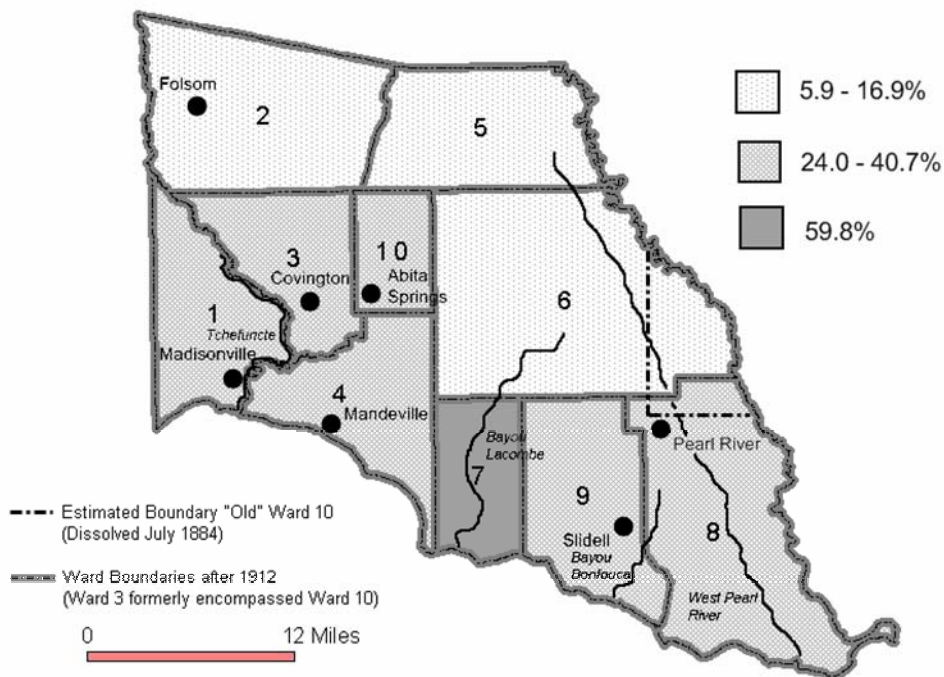 Folsom
2
5
5.9 - 16.9%
24.0 - 40.7%
59.8%
3
Covington
10
Abita
Springs
1
Tchefuncte
Madisonville
6
4
Mandeville
Bayou
Lacombe
7
Pearl River
9
Slidell
Bayou
Bonfouca
8
West Pearl
River
Estimated Boundary "Old" Ward 10
(Dissolved July 1884)
Ward Boundaries after 1912
(Ward 3 formerly encompassed Ward 10)
0 12 Miles